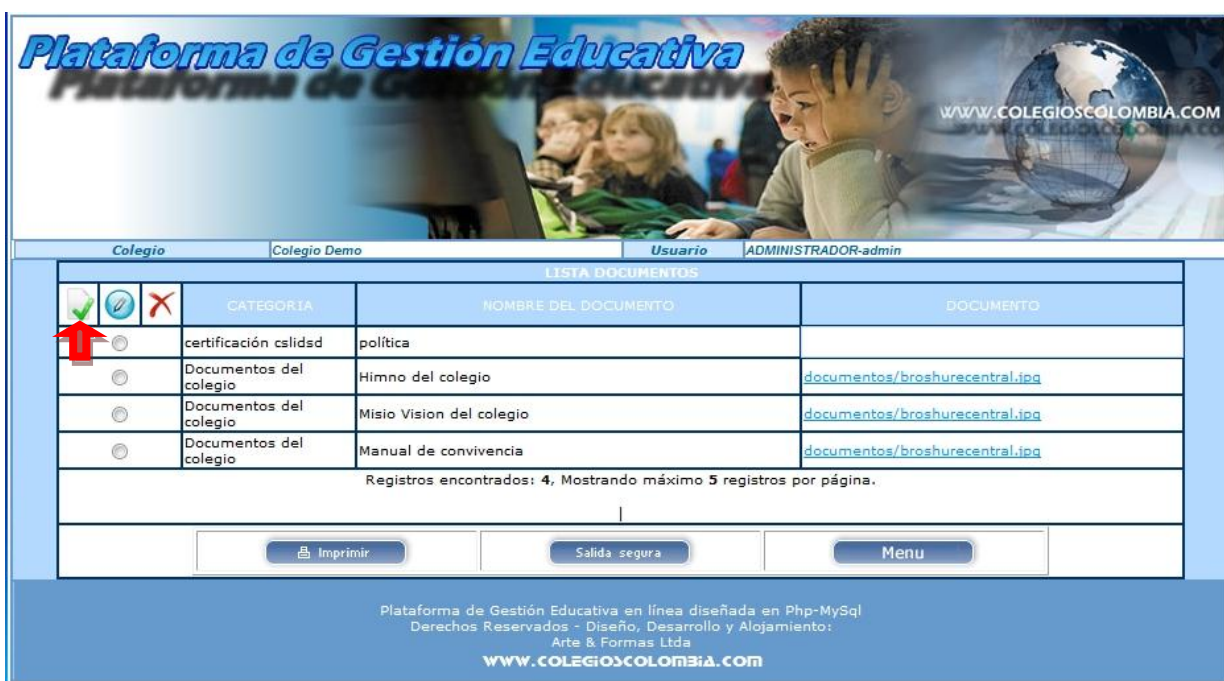 Plataforma de Gestión Educativa
WWW.COLEGIOSCOLOMBIA.COM
Colegio Colegio Demo Usuario ADMINISTRADOR-admin
LISTA DOCUMENTOS
CATEGORIA NOMBRE DEL DOCUMENTO DOCUMENTO
certificación cslidsd política
Documentos del colegio Himno del colegio documentos/broshurecentral.jpg
Documentos del colegio Misio Vision del colegio documentos/broshurecentral.jpg
Documentos del colegio Manual de convivencia documentos/broshurecentral.jpg
Registros encontrados: 4, Mostrando máximo 5 registros por página.
|
Imprimir Salida segura Menu
Plataforma de Gestión Educativa en línea diseñada en Php-MySql
Derechos Reservados - Diseño, Desarrollo y Alojamiento:
Arte & Formas Ltda
WWW.COLEGIOSCOLOMBIA.COM